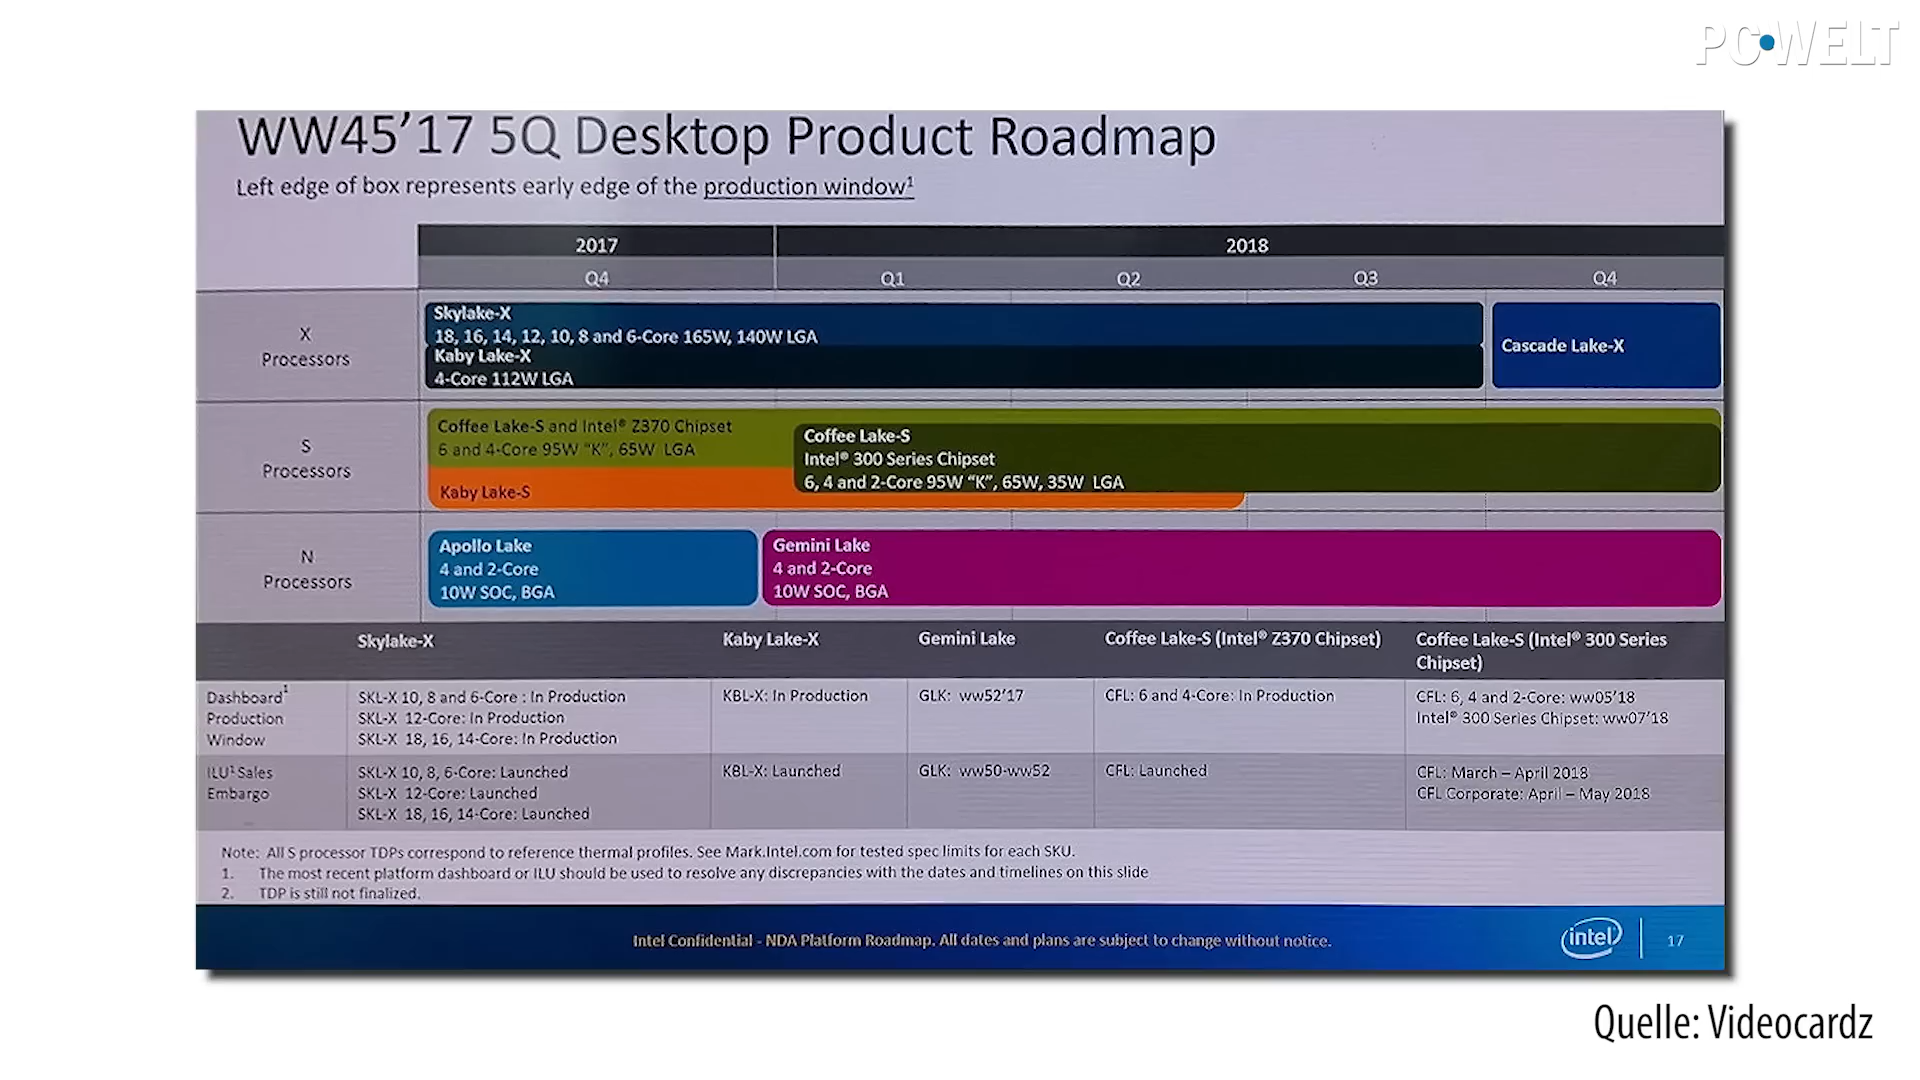 PC WELT
WW45’17 5Q Desktop Product Roadmap
Left edge of box represents early edge of the production window¹
2017
2018
Q4
Q1
Q2
Q3
Q4
X
Processors
Skylake-X
18, 16, 14, 12, 10, 8 and 6-Core 165W, 140W LGA
Kaby Lake-X
4-Core 112W LGA
Cascade Lake-X
S
Processors
Coffee Lake-S and Intel® Z370 Chipset
6 and 4-Core 95W “K”, 65W LGA
Kaby Lake-S
Coffee Lake-S
Intel® 300 Series Chipset
6, 4 and 2-Core 95W “K”, 65W, 35W LGA
N
Processors
Apollo Lake
4 and 2-Core
10W SOC, BGA
Gemini Lake
4 and 2-Core
10W SOC, BGA
Skylake-X
Kaby Lake-X
Gemini Lake
Coffee Lake-S (Intel® Z370 Chipset)
Coffee Lake-S (Intel® 300 Series
Chipset)
Dashboard¹
Production
Window
SKL-X 10, 8 and 6-Core : In Production
SKL-X 12-Core: In Production
SKL-X 18, 16, 14-Core: In Production
KBL-X: In Production
GLK: ww52’17
CFL: 6 and 4-Core: In Production
CFL: 6, 4 and 2-Core: ww05’18
Intel® 300 Series Chipset: ww07’18
ILU¹ Sales
Embargo
SKL-X 10, 8, 6-Core: Launched
SKL-X 12-Core: Launched
SKL-X 18, 16, 14-Core: Launched
KBL-X: Launched
GLK: ww50-ww52
CFL: Launched
CFL: March – April 2018
CFL Corporate: April – May 2018
Note: All S processor TDPs correspond to reference thermal profiles. See Mark.Intel.com for tested spec limits for each SKU.
1. The most recent platform dashboard or ILU should be used to resolve any discrepancies with the dates and timelines on this slide
2. TDP is still not finalized.
Intel Confidential - NDA Platform Roadmap. All dates and plans are subject to change without notice.
intel
17
Quelle: Videocardz